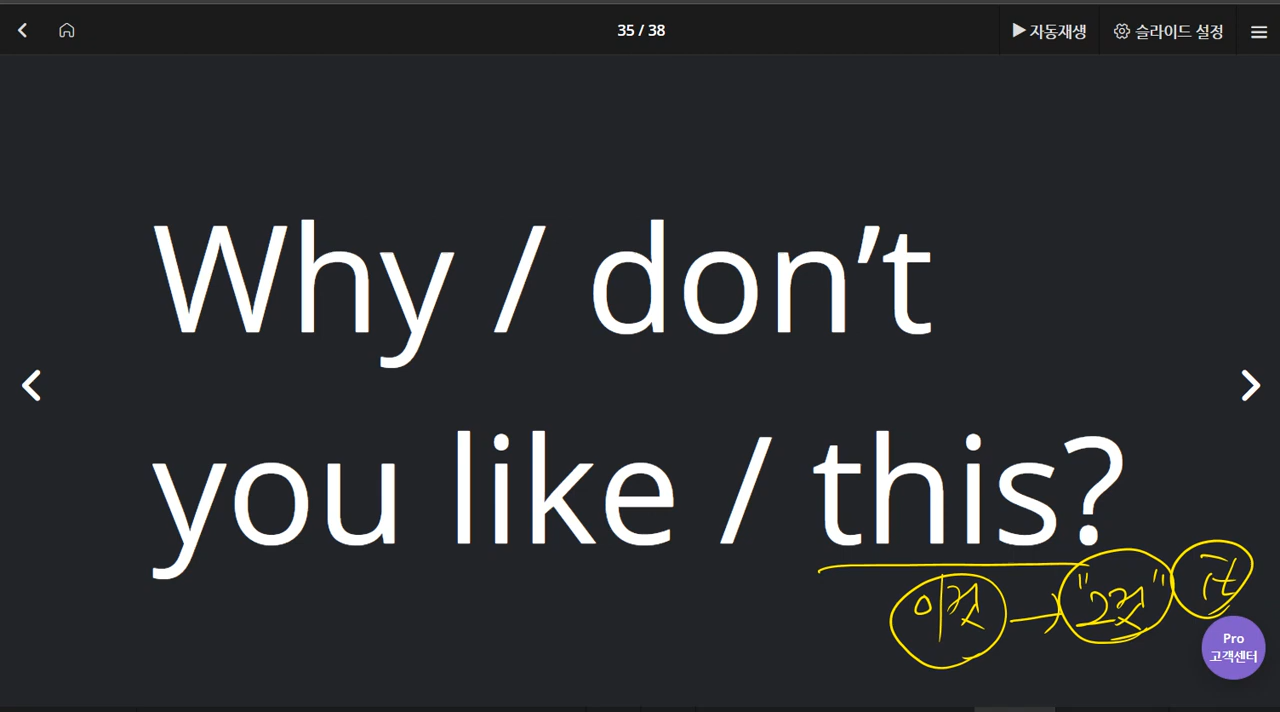 35 / 38
▶ 자동재생
슬라이드 설정
Why / don't
you like / this?
이것 → "그것" it
Pro
고객센터